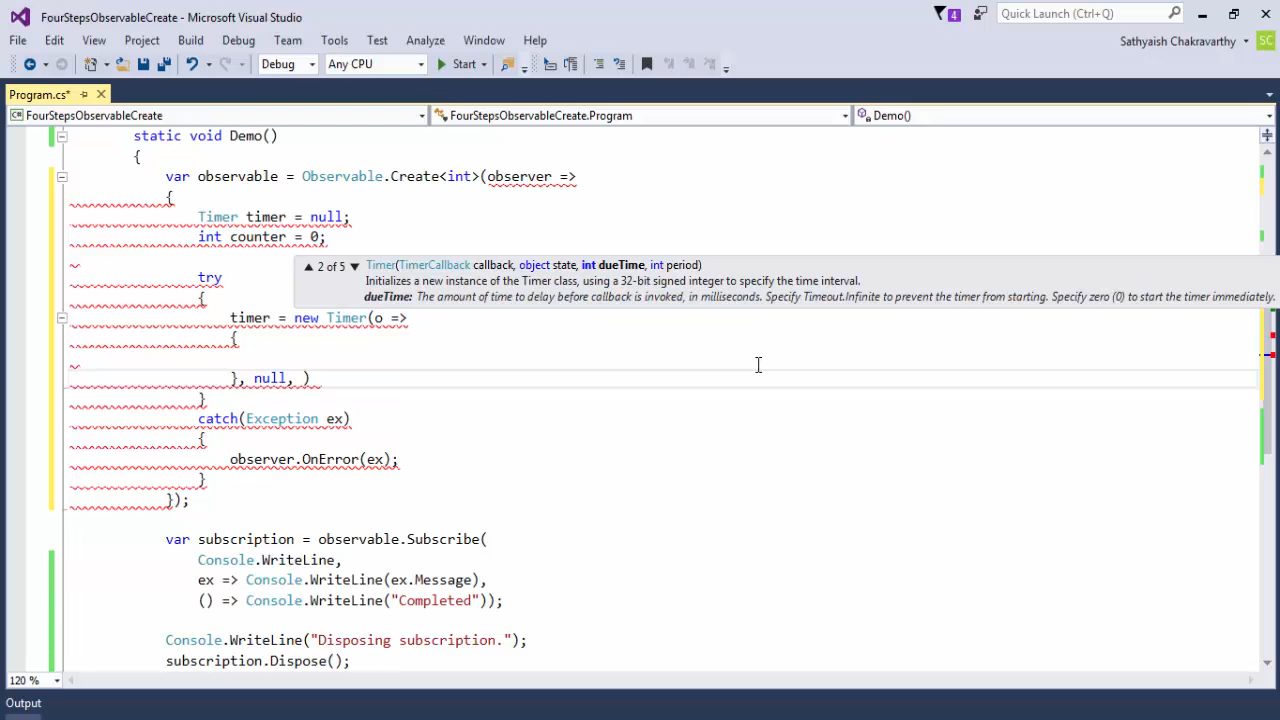 FourStepsObservableCreate - Microsoft Visual Studio
4
Quick Launch (Ctrl+Q)
File Edit View Project Build Debug Team Tools Test Analyze Window Help
Sathyaish Chakravarthy SC
Debug Any CPU Start
Program.cs*
C# FourStepsObservableCreate FourStepsObservableCreate.Program Demo()
static void Demo()
{
var observable = Observable.Create<int>(observer =>
{
Timer timer = null;
int counter = 0;
2 of 5 Timer(TimerCallback callback, object state, int dueTime, int period)
Initializes a new instance of the Timer class, using a 32-bit signed integer to specify the time interval.
dueTime: The amount of time to delay before callback is invoked, in milliseconds. Specify Timeout.Infinite to prevent the timer from starting. Specify zero (0) to start the timer immediately.
try
{
timer = new Timer(o =>
{
}, null, )
}
catch(Exception ex)
{
observer.OnError(ex);
}
});
var subscription = observable.Subscribe(
Console.WriteLine,
ex => Console.WriteLine(ex.Message),
() => Console.WriteLine("Completed"));
Console.WriteLine("Disposing subscription.");
subscription.Dispose();
120 %
Output